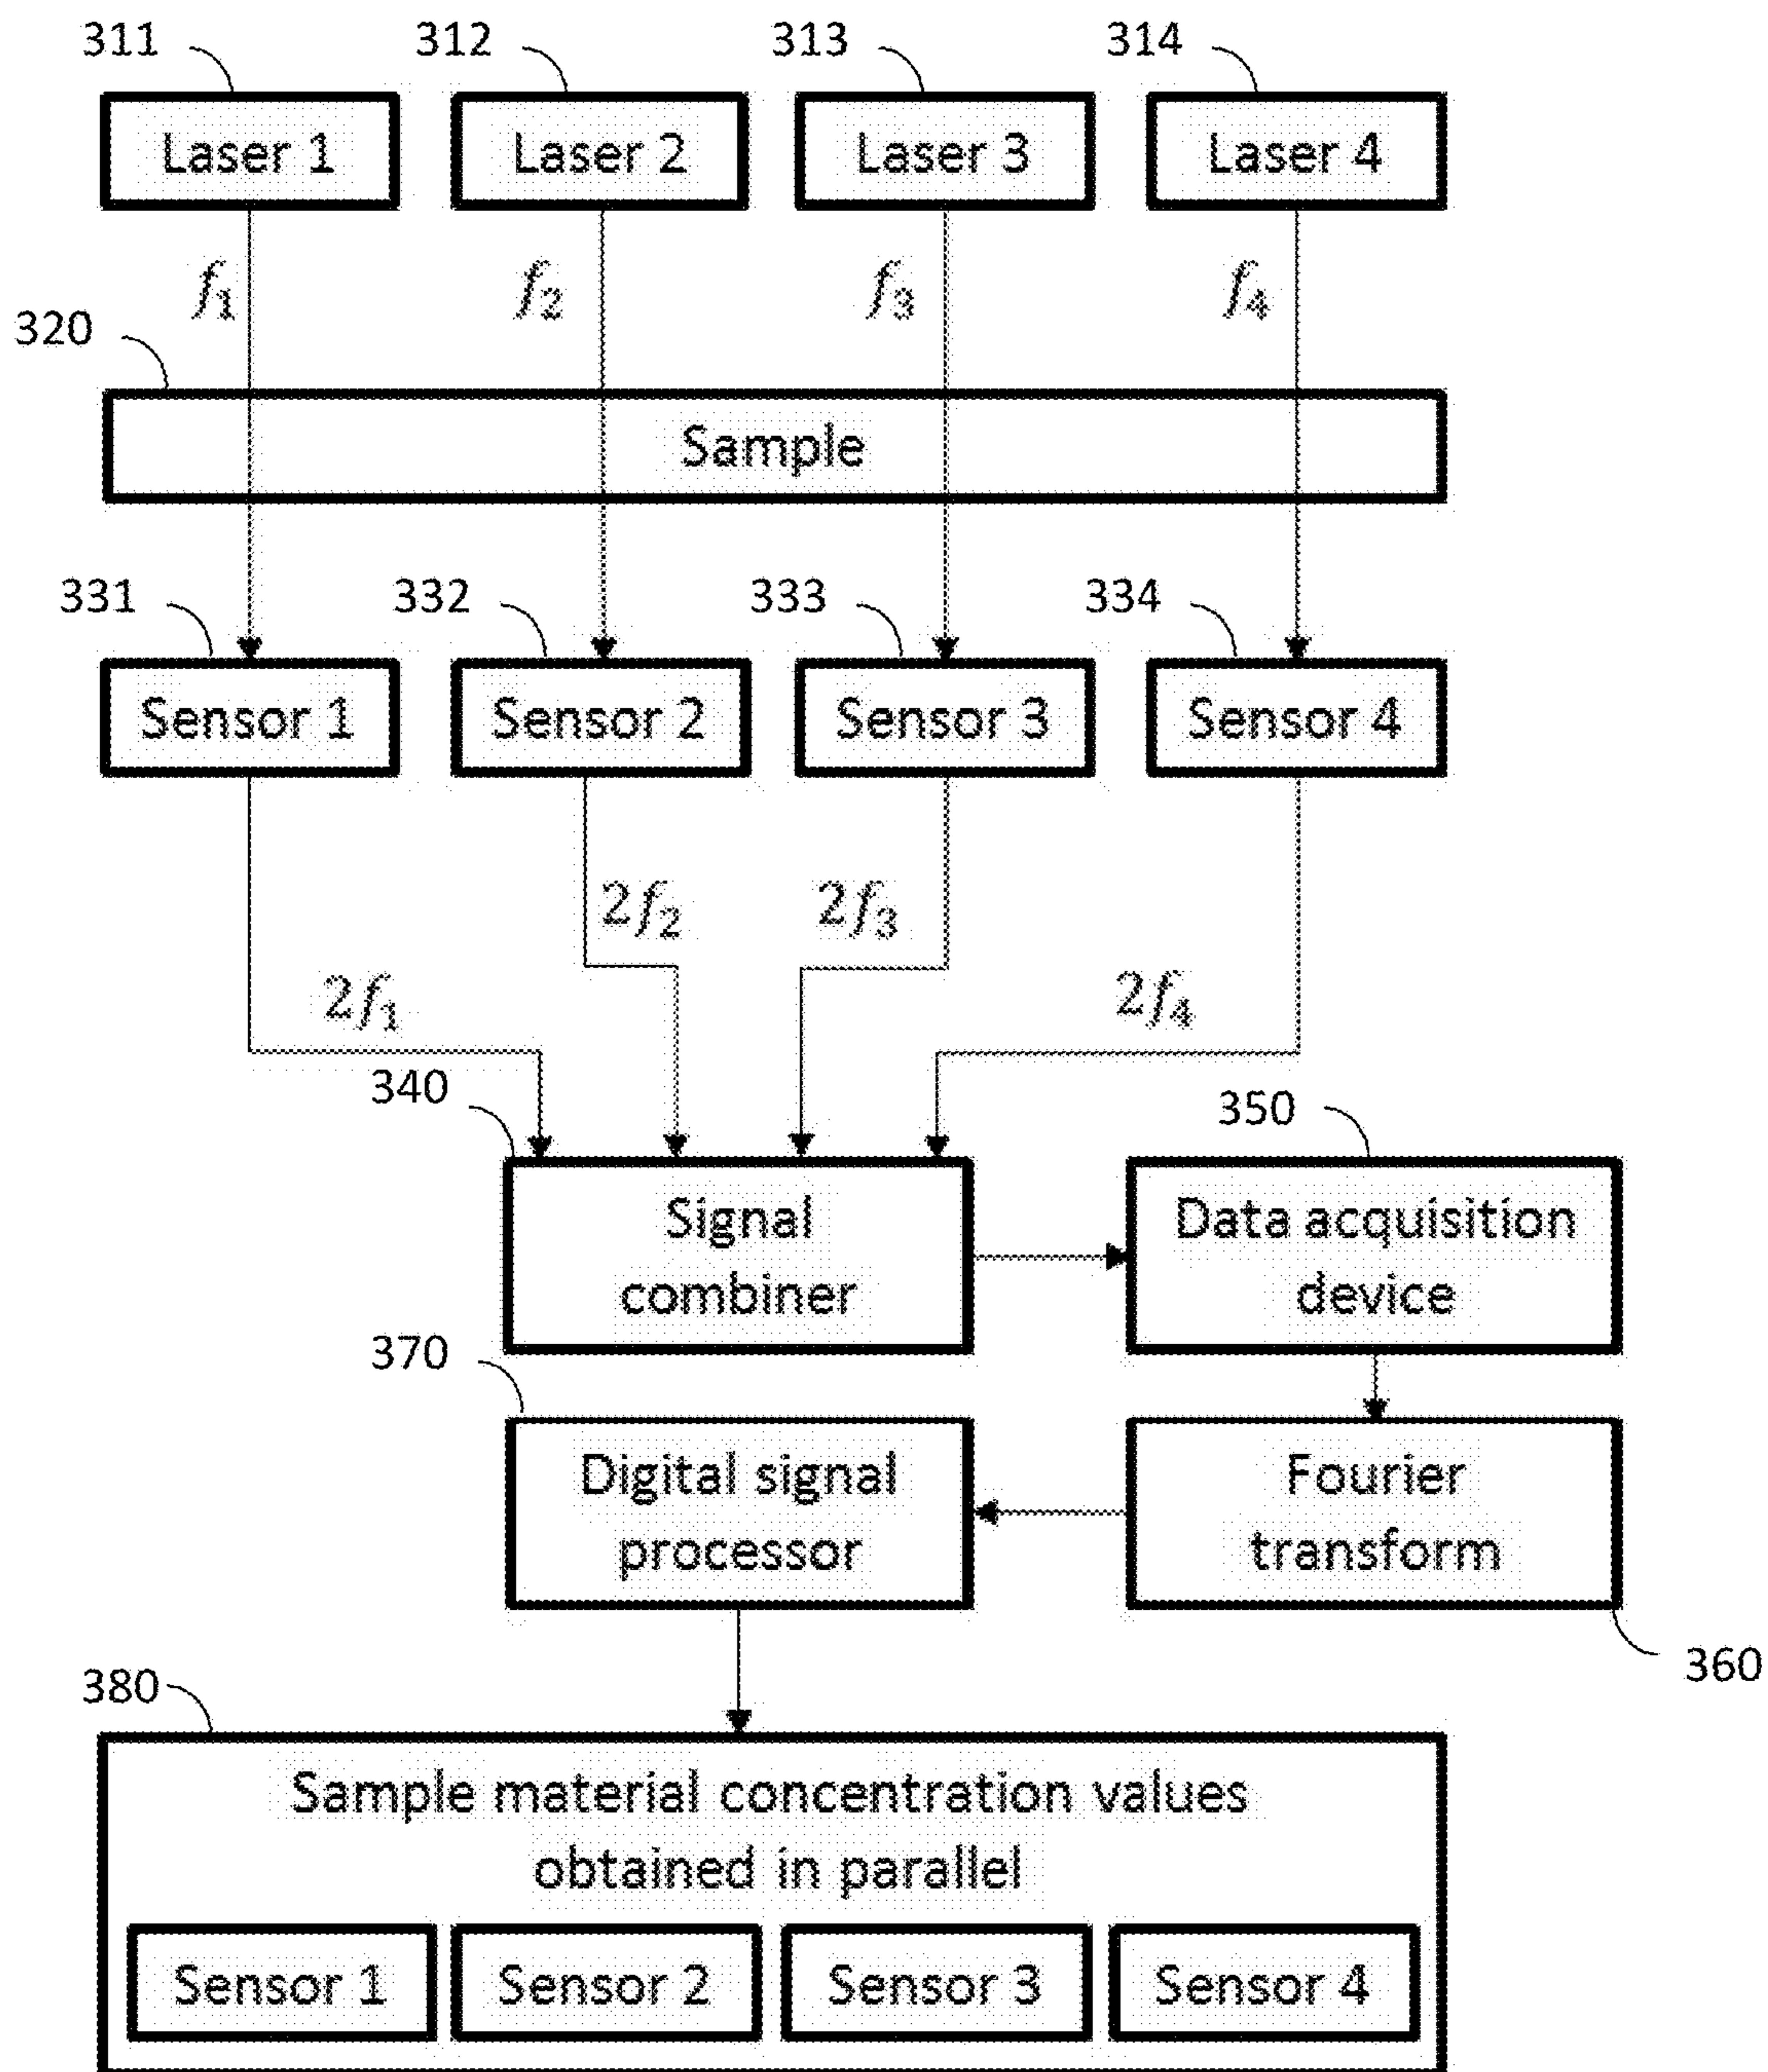 311 312 313 314
Laser 1 Laser 2 Laser 3 Laser 4
f₁ f₂ f₃ f₄
320
Sample
331 332 333 334
Sensor 1 Sensor 2 Sensor 3 Sensor 4
2f₂ 2f₃
2f₁ 2f₄
340 350
Signal
combiner
Data acquisition
device
370
Digital signal
processor
Fourier
transform
360
380
Sample material concentration values
obtained in parallel
Sensor 1 Sensor 2 Sensor 3 Sensor 4